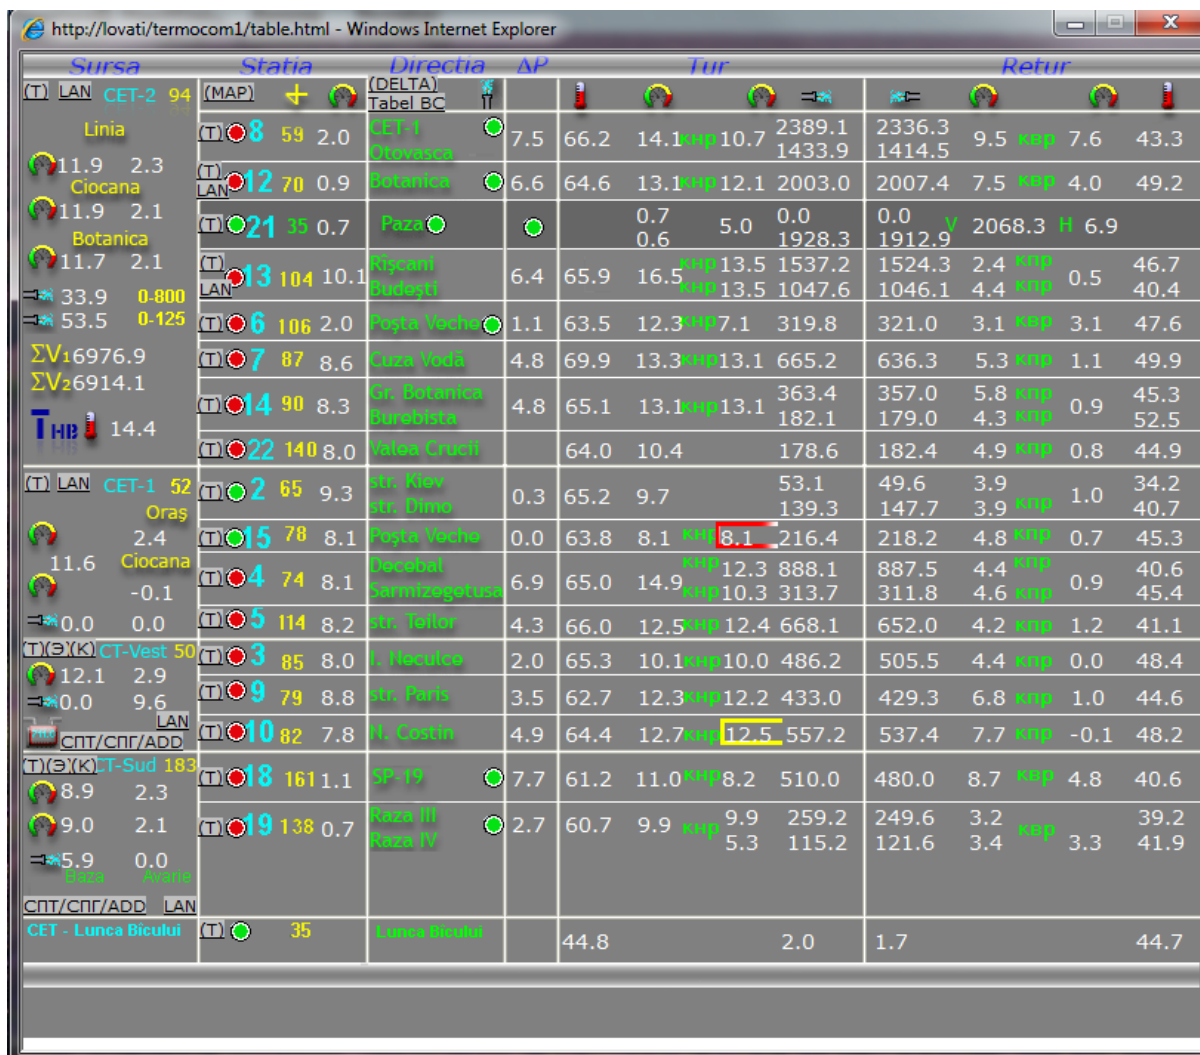 http://lovati/termocom1/table.html - Windows Internet Explorer
Sursa Statia Directia ΔP Tur Retur
(T) LAN CET-2 94 (MAP) (DELTA)
Tabel BC
Linia
11.9 2.3
Ciocana
11.9 2.1
Botanica
11.7 2.1
33.9 0-800
53.5 0-125
ΣV1 6976.9
ΣV2 6914.1
THB 14.4
(T) 8 59 2.0 CET-1 7.5 66.2 14.1 кнр 10.7 2389.1 2336.3 9.5 квр 7.6 43.3
Otovasca 1433.9 1414.5
(T) LAN 12 70 0.9 Botanica 6.6 64.6 13.1 кнр 12.1 2003.0 2007.4 7.5 квр 4.0 49.2
(T) 21 35 0.7 Paza 0.7 5.0 0.0 0.0 V 2068.3 H 6.9
0.6 1928.3 1912.9
(T) LAN 13 104 10.1 Rîşcani 6.4 65.9 16.5 кнр 13.5 1537.2 1524.3 2.4 кпр 0.5 46.7
Budeşti кнр 13.5 1047.6 1046.1 4.4 кпр 40.4
(T) 6 106 2.0 Poşta Veche 1.1 63.5 12.3 кнр 7.1 319.8 321.0 3.1 квр 3.1 47.6
(T) 7 87 8.6 Cuza Vodă 4.8 69.9 13.3 кнр 13.1 665.2 636.3 5.3 кпр 1.1 49.9
(T) 14 90 8.3 Gr. Botanica 4.8 65.1 13.1 кнр 13.1 363.4 357.0 5.8 кпр 0.9 45.3
Burebista 182.1 179.0 4.3 кпр 52.5
(T) 22 140 8.0 Valea Crucii 64.0 10.4 178.6 182.4 4.9 кпр 0.8 44.9
(T) LAN CET-1 52
Oraş
2.4
11.6 Ciocana
-0.1
0.0 0.0
(T) 2 65 9.3 str. Kiev 0.3 65.2 9.7 53.1 49.6 3.9 1.0 34.2
str. Dimo 139.3 147.7 3.9 кпр 40.7
(T) 15 78 8.1 Poşta Veche 0.0 63.8 8.1 кнр 8.1 216.4 218.2 4.8 кпр 0.7 45.3
(T) 4 74 8.1 Decebal 6.9 65.0 14.9 кнр 12.3 888.1 887.5 4.4 кпр 0.9 40.6
Sarmizegetusa кнр 10.3 313.7 311.8 4.6 кпр 45.4
(T) 5 114 8.2 str. Teilor 4.3 66.0 12.5 кнр 12.4 668.1 652.0 4.2 кпр 1.2 41.1
(T)(Э)(К) CT-Vest 50
12.1 2.9
0.0 9.6
LAN
СПТ/СПГ/ADD
(T) 3 85 8.0 I. Neculce 2.0 65.3 10.1 кнр 10.0 486.2 505.5 4.4 кпр 0.0 48.4
(T) 9 79 8.8 str. Paris 3.5 62.7 12.3 кнр 12.2 433.0 429.3 6.8 кпр 1.0 44.6
(T) 10 82 7.8 N. Costin 4.9 64.4 12.7 кнр 12.5 557.2 537.4 7.7 кпр -0.1 48.2
(T)(Э)(К) CT-Sud 183
8.9 2.3
9.0 2.1
5.9 0.0
Baza Avarie
СПТ/СПГ/ADD LAN
(T) 18 161 1.1 SP-19 7.7 61.2 11.0 кнр 8.2 510.0 480.0 8.7 квр 4.8 40.6
(T) 19 138 0.7 Raza III 2.7 60.7 9.9 кнр 9.9 259.2 249.6 3.2 квр 39.2
Raza IV 5.3 115.2 121.6 3.4 3.3 41.9
CET - Lunca Bîcului (T) 35 Lunca Bîcului 44.8 2.0 1.7 44.7